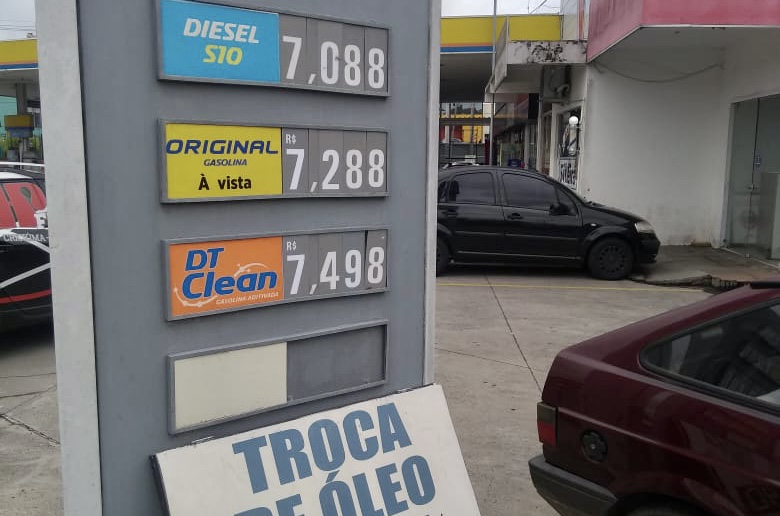 DIESEL
S10
7,088
ORIGINAL
GASOLINA
À vista
R$
7,288
DT
Clean
GASOLINA ADITIVADA
R$
7,498
TROCA
DE ÓLEO